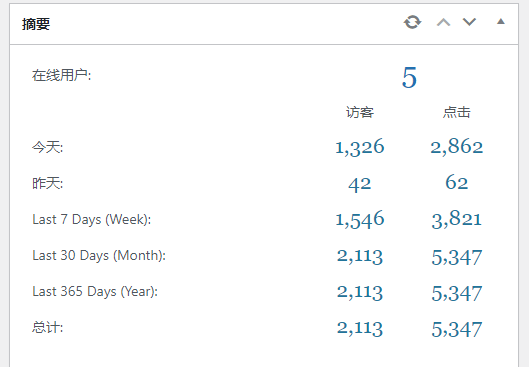 摘要
在线用户: 5
访客 点击
今天: 1,326 2,862
昨天: 42 62
Last 7 Days (Week): 1,546 3,821
Last 30 Days (Month): 2,113 5,347
Last 365 Days (Year): 2,113 5,347
总计: 2,113 5,347